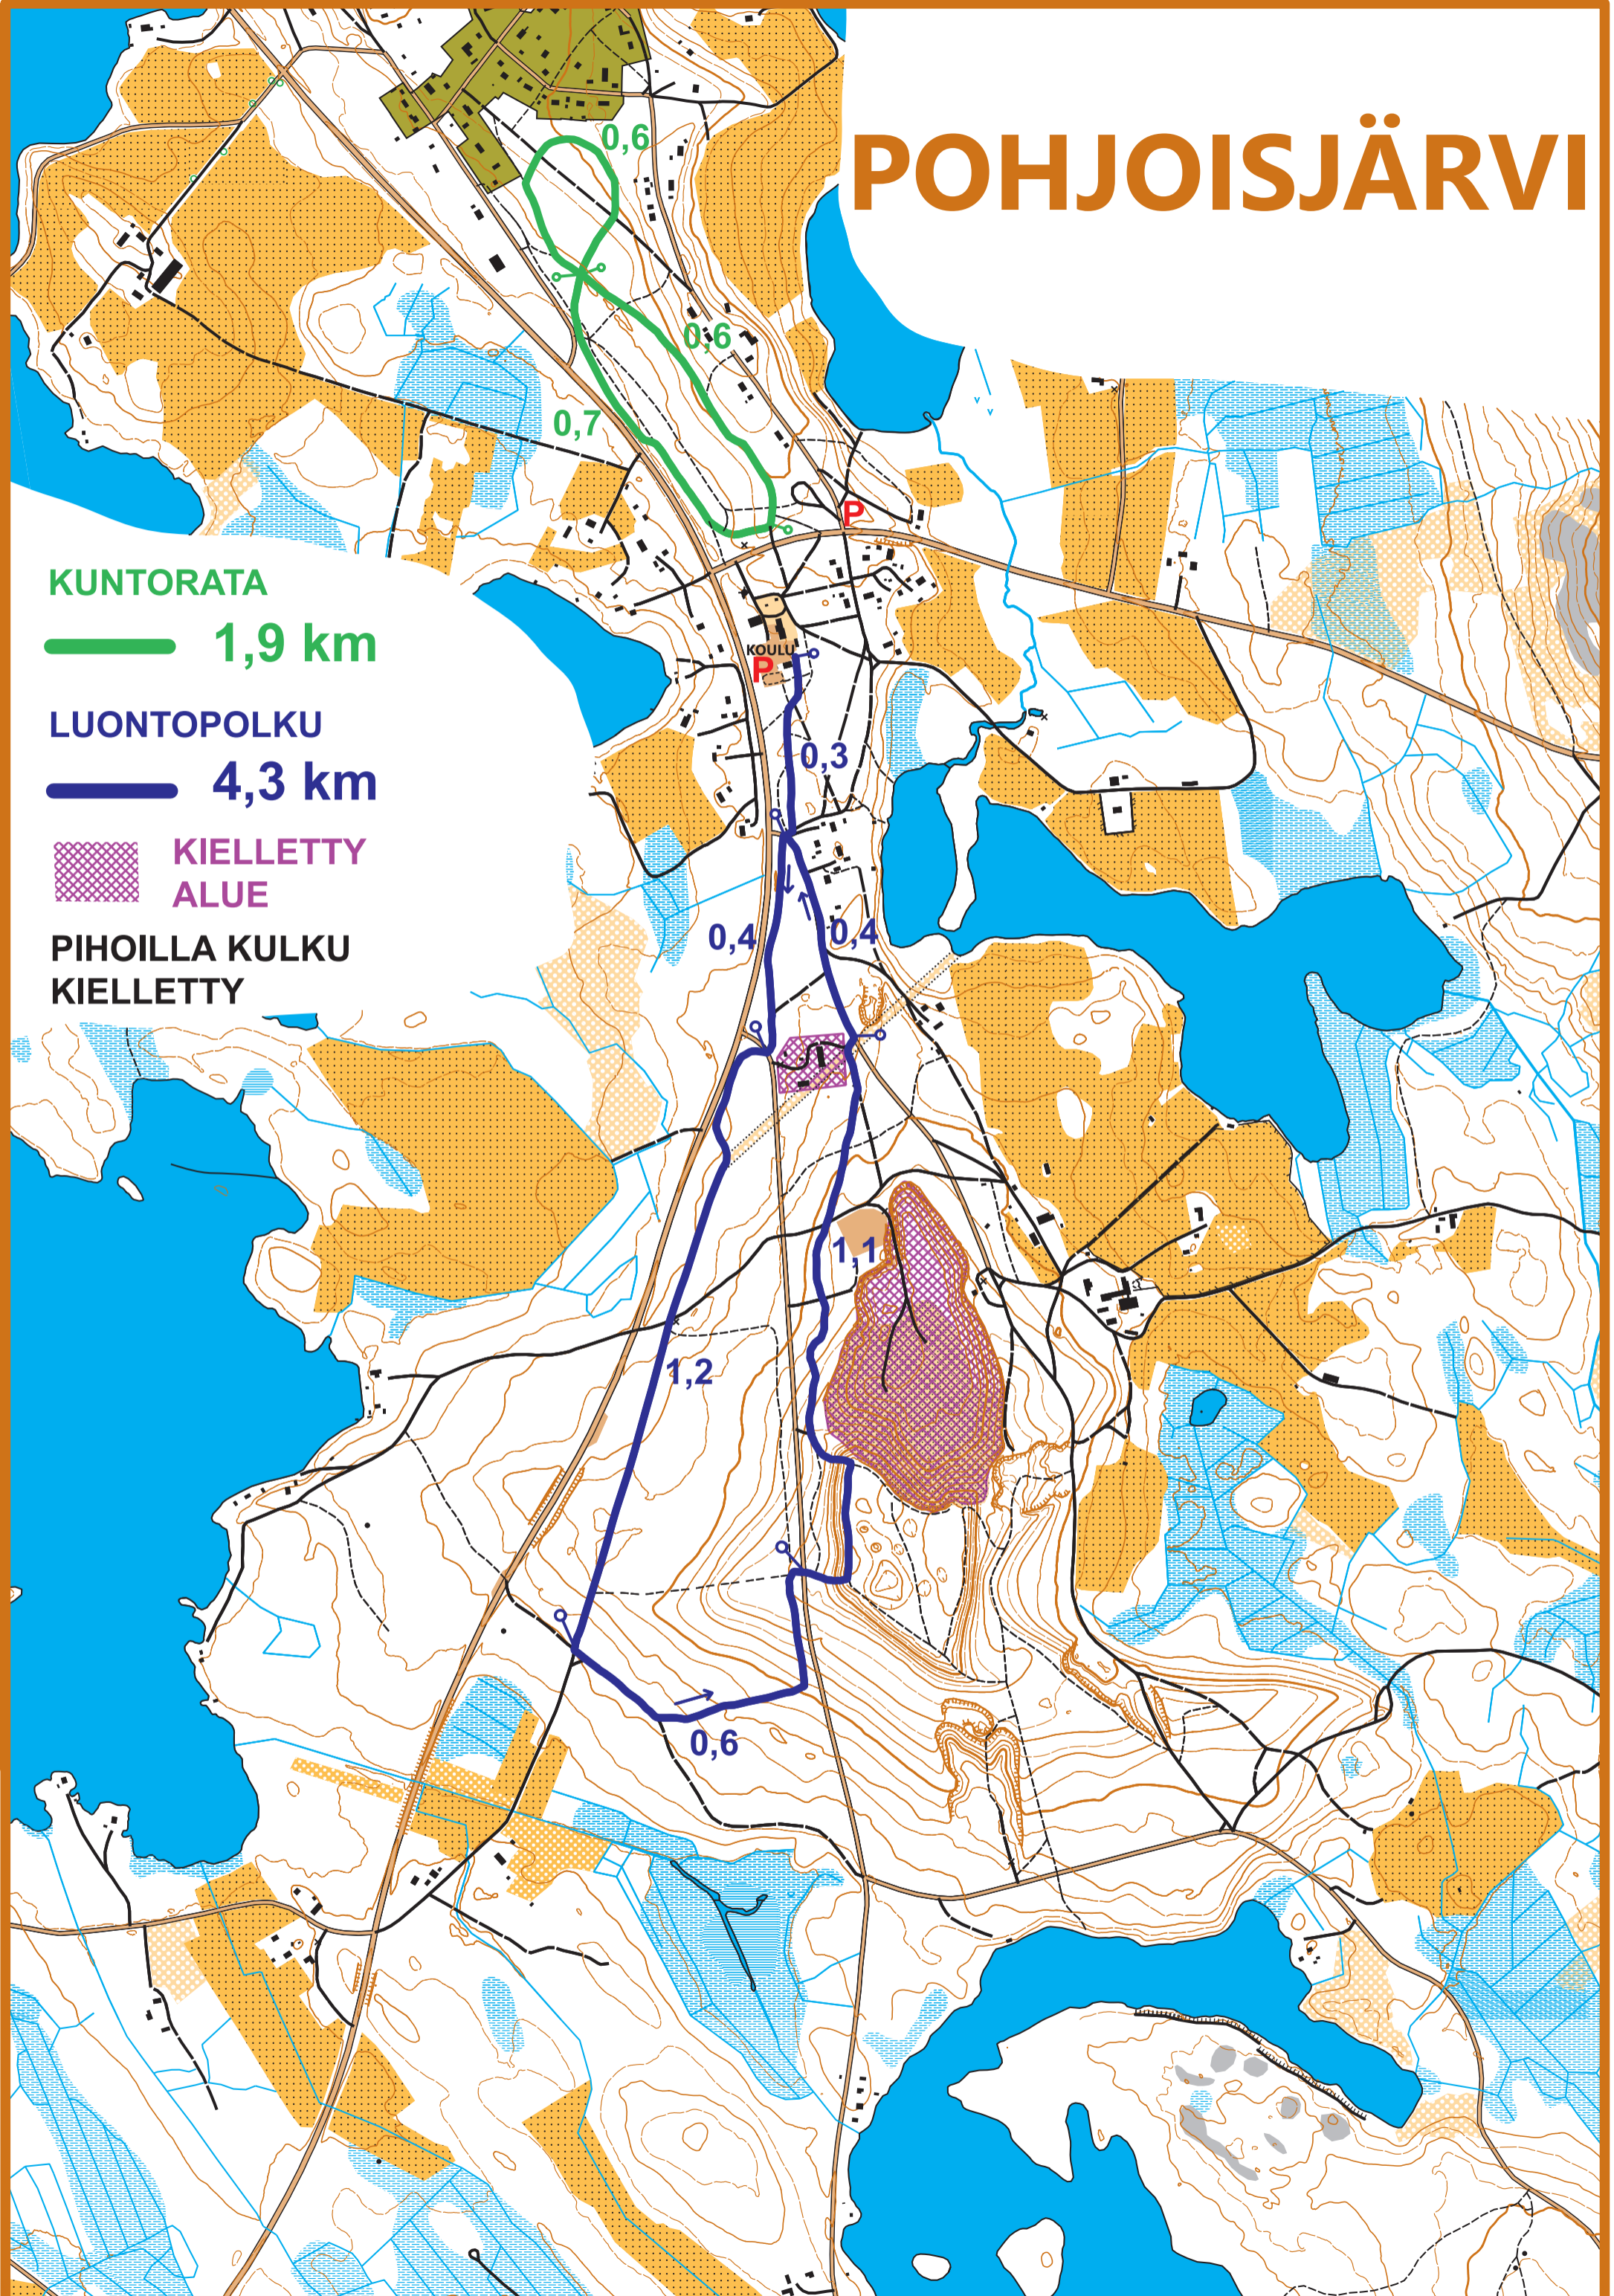 POHJOISJÄRVI
0,6
0,6
0,7
P
KUNTORATA
1,9 km
KOULU
P
LUONTOPOLKU
4,3 km
0,3
KIELLETTY
ALUE
0,4
0,4
PIHOILLA KULKU
KIELLETTY
1,1
1,2
0,6